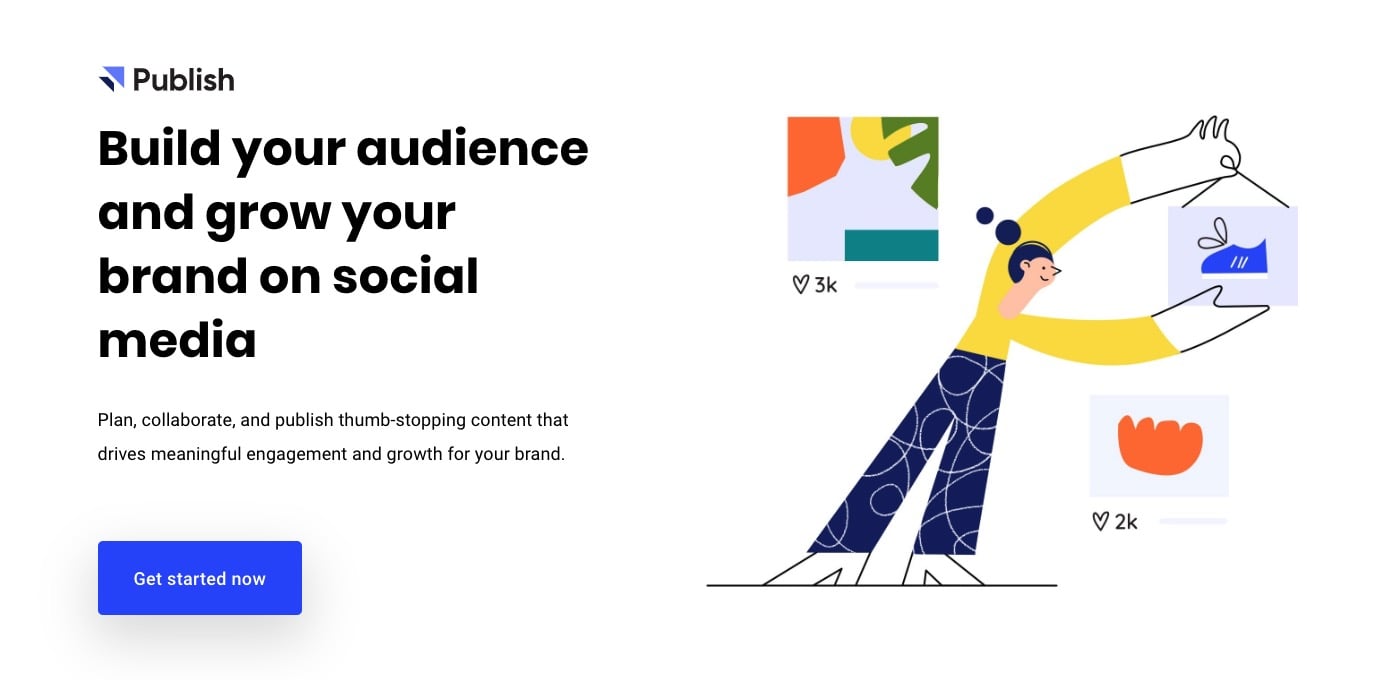 Publish
Build your audience
and grow your
brand on social
media
Plan, collaborate, and publish thumb-stopping content that
drives meaningful engagement and growth for your brand.
Get started now
3k
2k